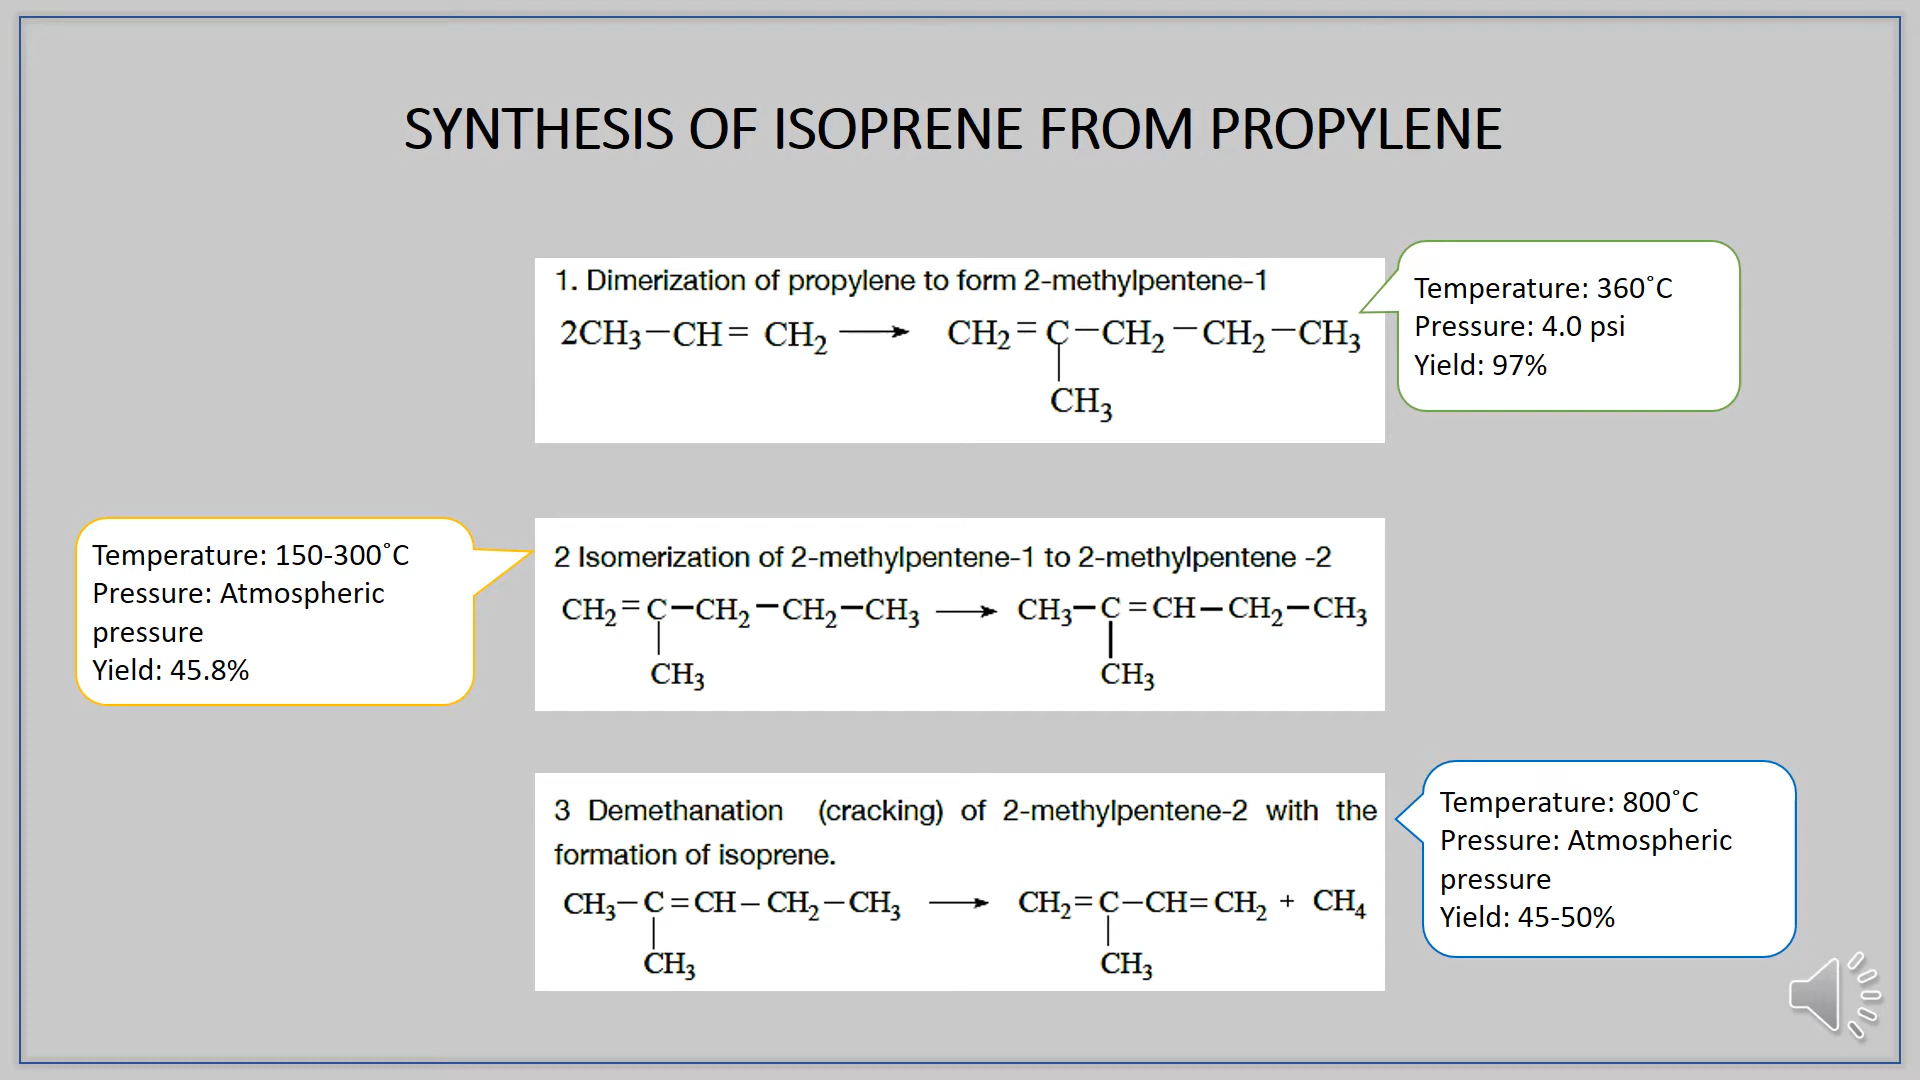 SYNTHESIS OF ISOPRENE FROM PROPYLENE
1. Dimerization of propylene to form 2-methylpentene-1
2CH₃—CH= CH₂ ⟶ CH₂=C—CH₂—CH₂—CH₃
CH₃
Temperature: 360˚C
Pressure: 4.0 psi
Yield: 97%
Temperature: 150-300˚C
Pressure: Atmospheric
pressure
Yield: 45.8%
2 Isomerization of 2-methylpentene-1 to 2-methylpentene -2
CH₂=C—CH₂—CH₂—CH₃ ⟶ CH₃—C=CH—CH₂—CH₃
CH₃ CH₃
3 Demethanation (cracking) of 2-methylpentene-2 with the
formation of isoprene.
CH₃—C=CH—CH₂—CH₃ ⟶ CH₂=C—CH=CH₂ + CH₄
CH₃ CH₃
Temperature: 800˚C
Pressure: Atmospheric
pressure
Yield: 45-50%